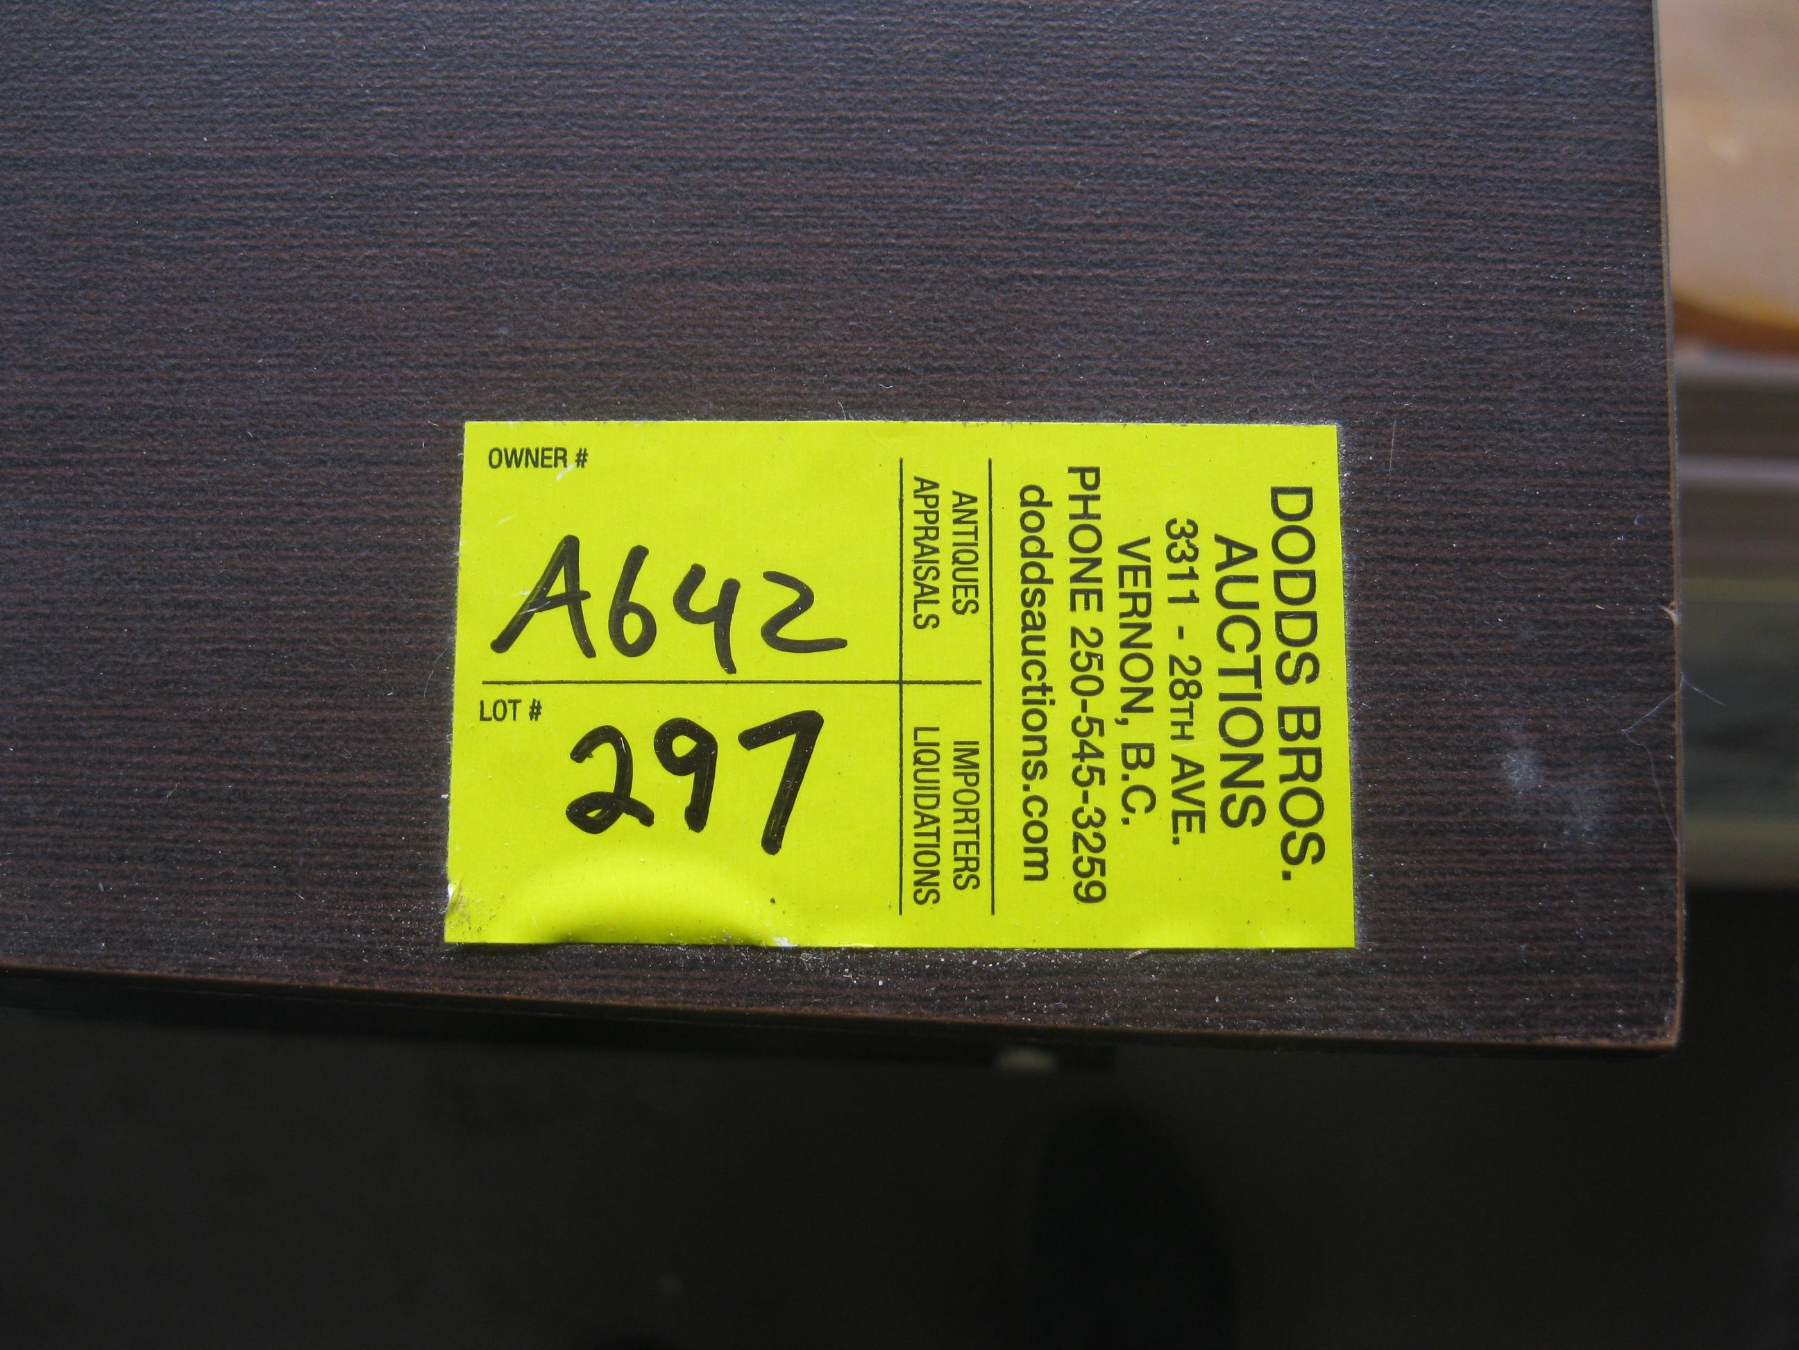 DODDS BROS.
AUCTIONS
3311 - 28TH AVE.
VERNON, B.C.
PHONE 250-545-3259
doddsauctions.com
ANTIQUES
APPRAISALS
IMPORTERS
LIQUIDATIONS
OWNER #
A642
LOT #
297